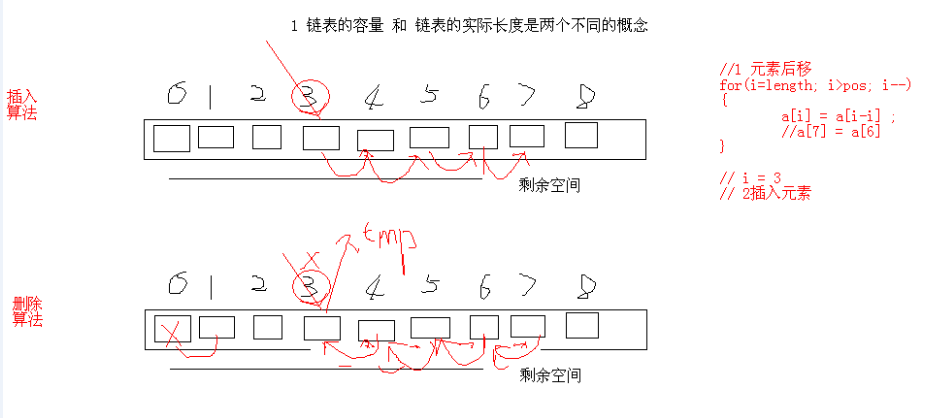 1 链表的容量 和 链表的实际长度是两个不同的概念
插入
算法
0 1 2 3 4 5 6 7 8
剩余空间
//1 元素后移
for(i=length; i>pos; i--)
{
a[i] = a[i-i] ;
//a[7] = a[6]
}
// i = 3
// 2插入元素
tmp
删除
算法
0 1 2 3 4 5 6 7 8
剩余空间